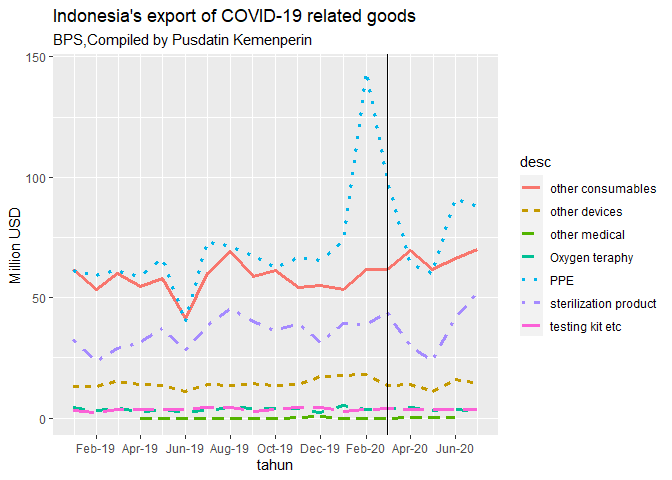 Indonesia's export of COVID-19 related goods
BPS,Compiled by Pusdatin Kemenperin
150
100
50
0
Million USD
Feb-19 Apr-19 Jun-19 Aug-19 Oct-19 Dec-19 Feb-20 Apr-20 Jun-20
tahun
desc
other consumables
other devices
other medical
Oxygen teraphy
PPE
sterilization product
testing kit etc